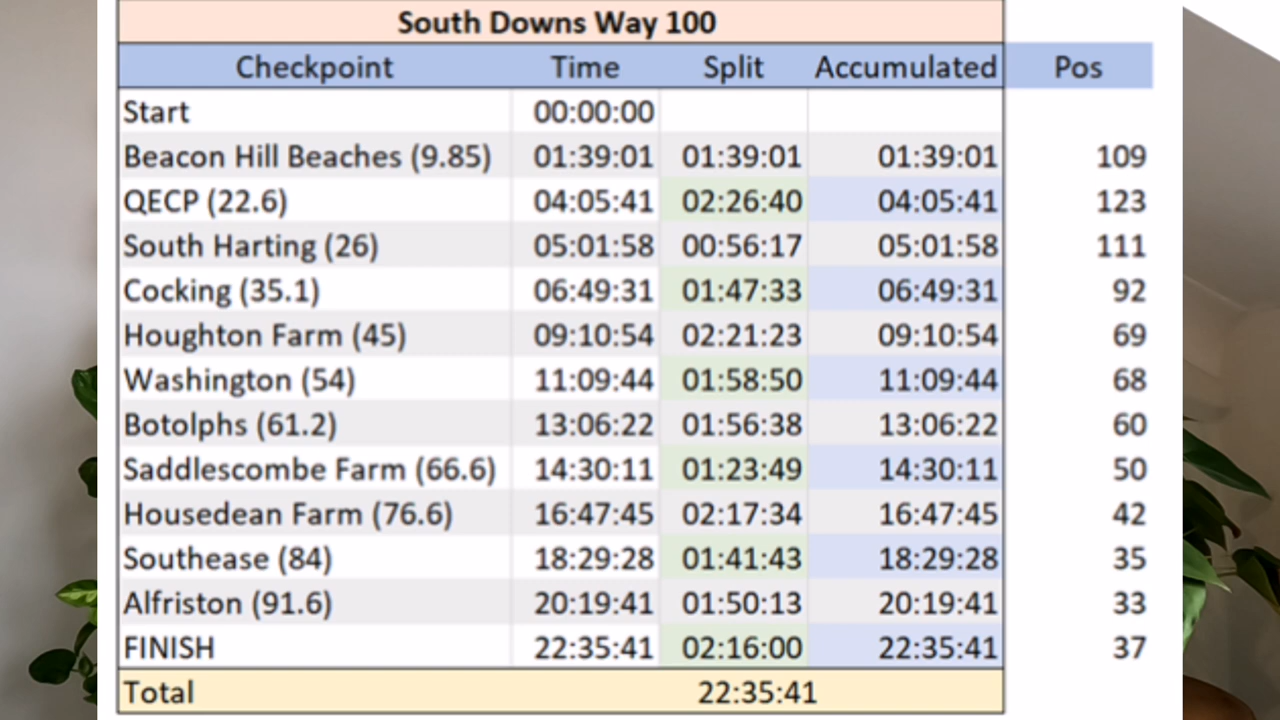 South Downs Way 100
Checkpoint Time Split Accumulated Pos
Start 00:00:00
Beacon Hill Beaches (9.85) 01:39:01 01:39:01 01:39:01 109
QECP (22.6) 04:05:41 02:26:40 04:05:41 123
South Harting (26) 05:01:58 00:56:17 05:01:58 111
Cocking (35.1) 06:49:31 01:47:33 06:49:31 92
Houghton Farm (45) 09:10:54 02:21:23 09:10:54 69
Washington (54) 11:09:44 01:58:50 11:09:44 68
Botolphs (61.2) 13:06:22 01:56:38 13:06:22 60
Saddlescombe Farm (66.6) 14:30:11 01:23:49 14:30:11 50
Housedean Farm (76.6) 16:47:45 02:17:34 16:47:45 42
Southease (84) 18:29:28 01:41:43 18:29:28 35
Alfriston (91.6) 20:19:41 01:50:13 20:19:41 33
FINISH 22:35:41 02:16:00 22:35:41 37
Total 22:35:41